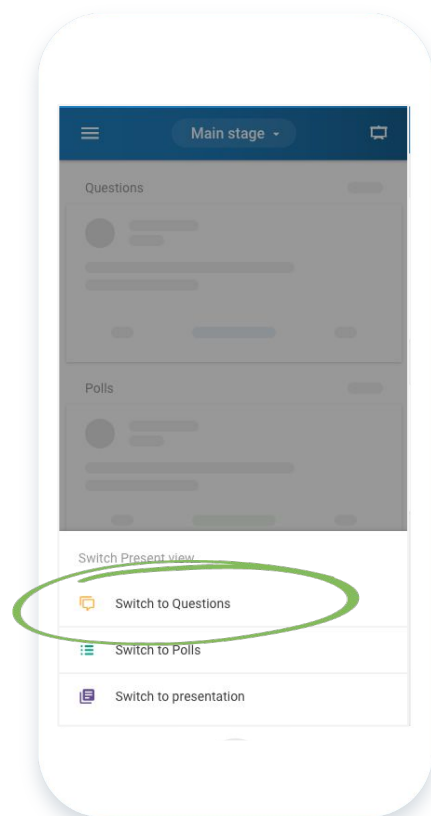 Main stage
Questions
Polls
Switch Present view
Switch to Questions
Switch to Polls
Switch to presentation